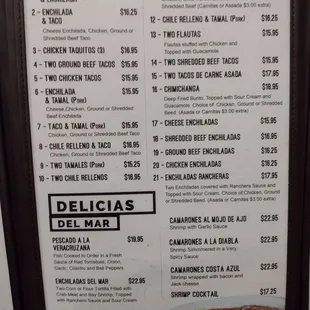 2 - ENCHILADA $16.25
& TACO
Cheese Enchilada, Chicken, Ground or
Shredded Beef Taco
3 - CHICKEN TAQUITOS (3) $16.95
4 - TWO GROUND BEEF TACOS $15.95
5 - TWO CHICKEN TACOS $15.95
6 - ENCHILADA $15.95
& TAMAL (PORK)
Cheese, Chicken, Ground or Shredded
Beef Enchilada
7 - TACO & TAMAL (PORK) $15.95
Chicken, Ground or Shredded Beef Taco
8 - CHILE RELLENO & TACO $16.95
Chicken, Ground or Shredded Beef Taco
9 - TWO TAMALES (PORK) $15.25
10 - TWO CHILE RELLENOS $16.95
DELICIAS
DEL MAR
PESCADO A LA $19.95
VERACRUZANA
Fish Cooked to Order in a Fresh
Sauce of Red Tomatoes, Onion,
Garlic, Cilantro and Bell Peppers
ENCHILADAS DEL MAR $22.95
Two Corn or Flour Tortillas Filled with
Crab Meat and Bay Shrimp, Topped
with Ranchera Sauce and Sour Cream
Shredded Beef (Carnitas or Asada $3.00 extra)
12 - CHILE RELLENO & TAMAL (PORK) $16.25
13 - TWO FLAUTAS $15.95
Flautas stuffed with Chicken and
Topped with Guacamole
14 - TWO SHREDDED BEEF TACOS $16.25
15 - TWO TACOS DE CARNE ASADA $17.95
16 - CHIMICHANGA $18.95
Deep Fried Burrito, Topped with Sour Cream and
Guacamole, Choice of Chicken, Ground or Shredded
Beef. (Asada or Carnitas $3.00 extra)
17 - CHEESE ENCHILADAS $15.95
18 - SHREDDED BEEF ENCHILADAS $16.95
19 - GROUND BEEF ENCHILADAS $16.25
20 - CHICKEN ENCHILADAS $16.25
21 - ENCHILADAS RANCHERAS $17.95
Two Enchiladas covered with Ranchera Sauce and
Topped with Sour Cream. Choice of Chicken,
Ground or Shredded Beef. (Asada or Carnitas $3.00 extra)
CAMARONES AL MOJO DE AJO $22.95
Shrimp with Garlic Sauce
CAMARONES A LA DIABLA $22.95
Shrimp Simmered in a Very
Spicy Sauce
CAMARONES COSTA AZUL $22.95
Shrimp wrapped in bacon and
Jack cheese
SHRIMP COCKTAIL $17.25